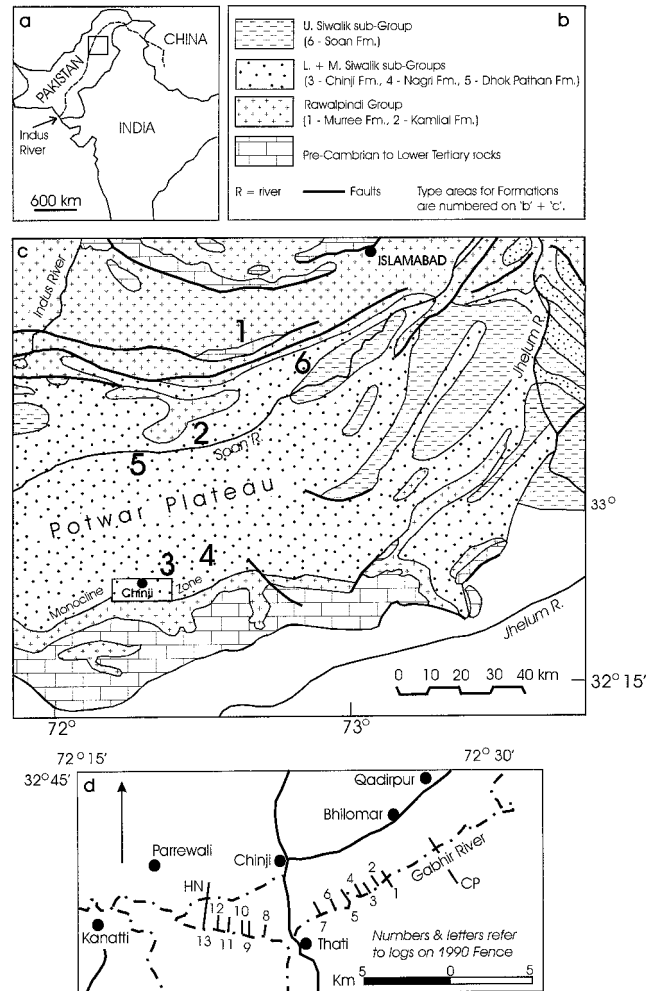 a
CHINA
PAKISTAN
Indus
River
INDIA
600 km
b
U. Siwalik sub-Group
(6 - Soan Fm.)
L. + M. Siwalik sub-Groups
(3 - Chinji Fm., 4 - Nagri Fm., 5 - Dhok Pathan Fm.)
Rawalpindi Group
(1 - Murree Fm., 2 - Kamlial Fm.)
Pre-Cambrian to Lower Tertiary rocks
R = river
Faults
Type areas for Formations
are numbered on 'b' + 'c'.
c
ISLAMABAD
Indus River
Jhelum R.
1
6
2
Soan R.
5
Potwar Plateau
33°
3
4
Chinji
Monocline Zone
Jhelum R.
0 10 20 30 40 km
32° 15'
72°
73°
72° 15'
72° 30'
32° 45'
d
Qadirpur
Bhilomar
Parrewali
Chinji
Gabhir River
HN
CP
6 4 2
12 10 8
7 5 3 1
13 11 9
Kanatti
Thati
Numbers & letters refer
to logs on 1990 Fence
Km 5 0 5